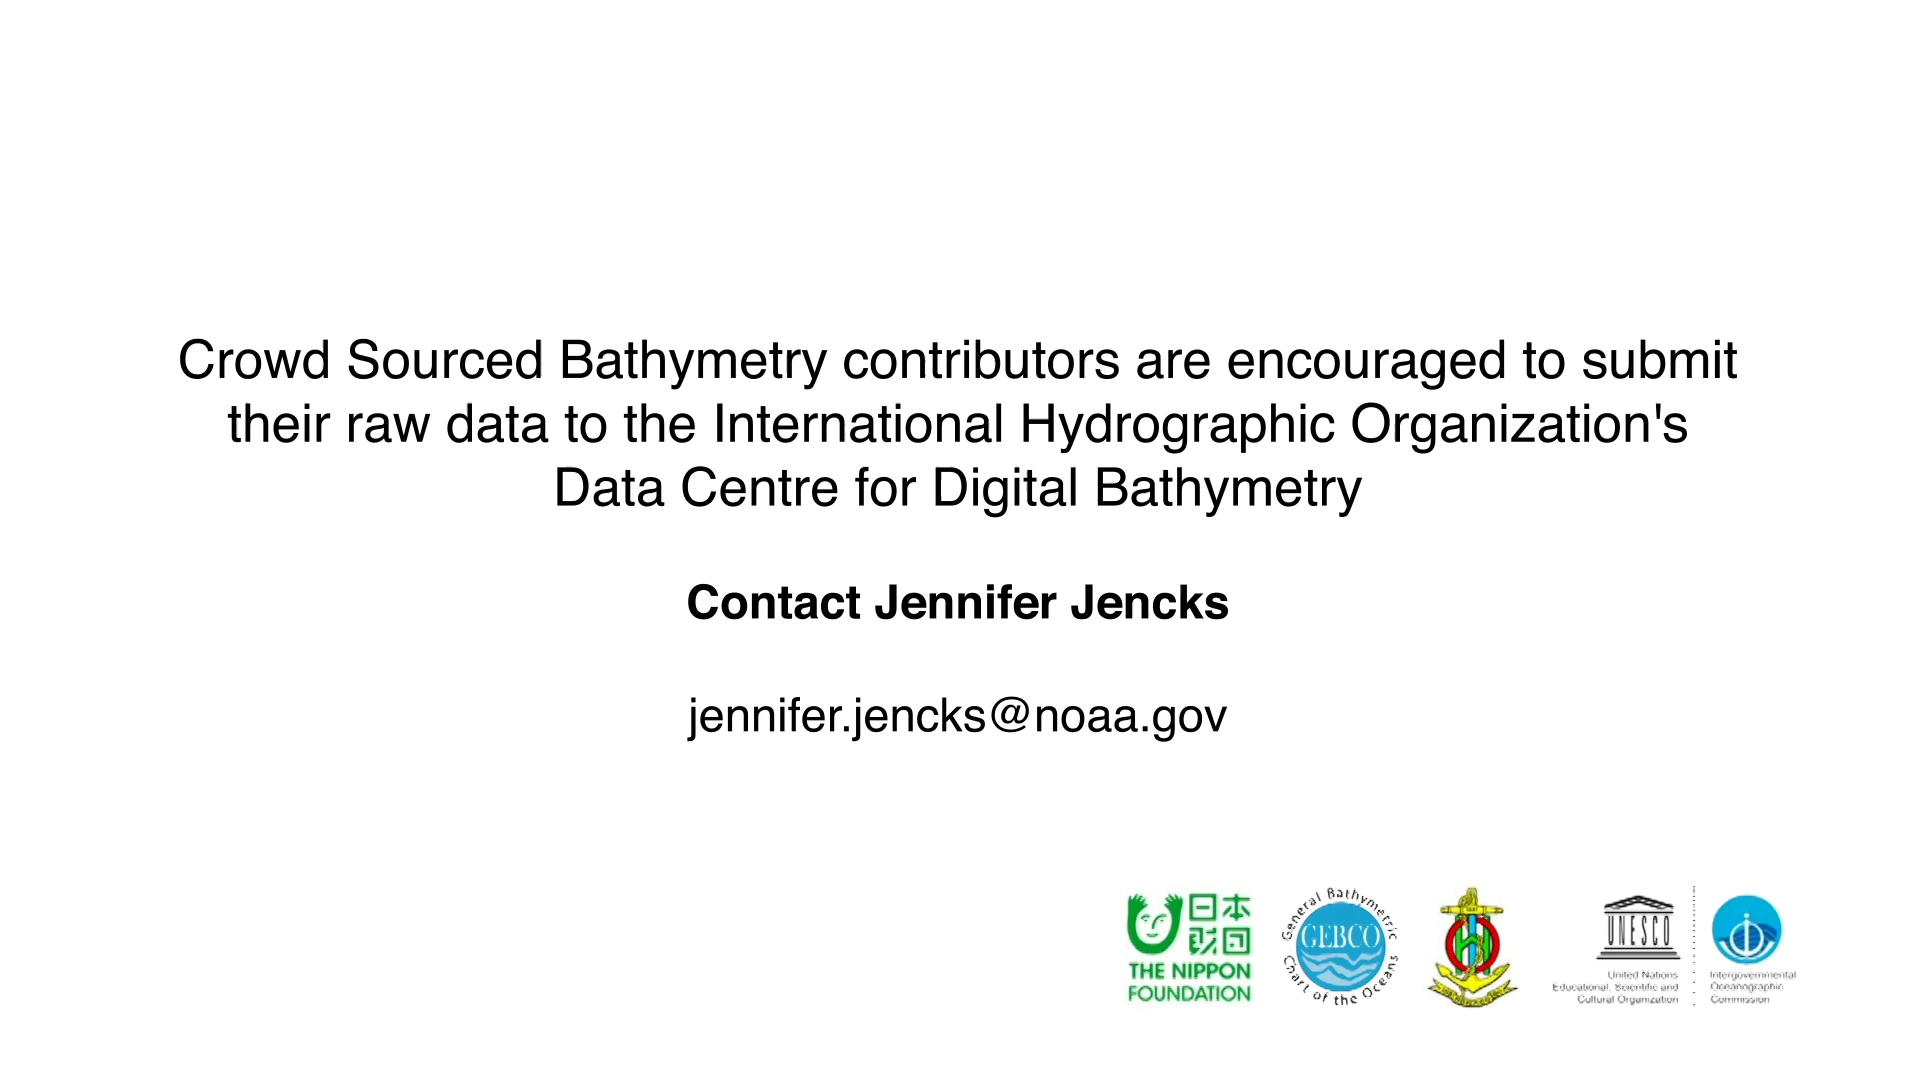 Crowd Sourced Bathymetry contributors are encouraged to submit
their raw data to the International Hydrographic Organization's
Data Centre for Digital Bathymetry
Contact Jennifer Jencks
jennifer.jencks@noaa.gov
日本
財団
THE NIPPON
FOUNDATION
General Bathymetric
GEBCO
Chart of the Oceans
UNESCO
United Nations
Educational, Scientific and
Cultural Organization
Intergovernmental
Oceanographic
Commission